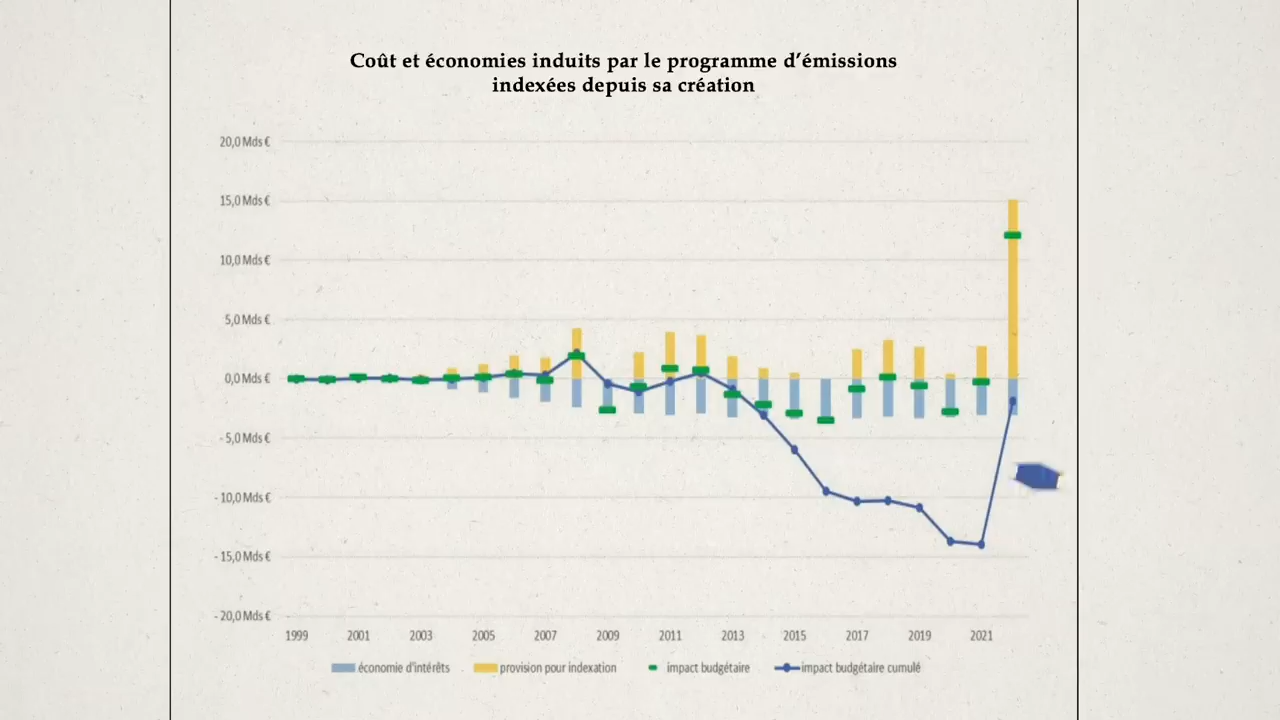 Coût et économies induits par le programme d’émissions
indexées depuis sa création
20,0 Mds €
15,0 Mds €
10,0 Mds €
5,0 Mds €
0,0 Mds €
- 5,0 Mds €
- 10,0 Mds €
- 15,0 Mds €
- 20,0 Mds €
1999 2001 2003 2005 2007 2009 2011 2013 2015 2017 2019 2021
économie d'intérêts provision pour indexation impact budgétaire impact budgétaire cumulé